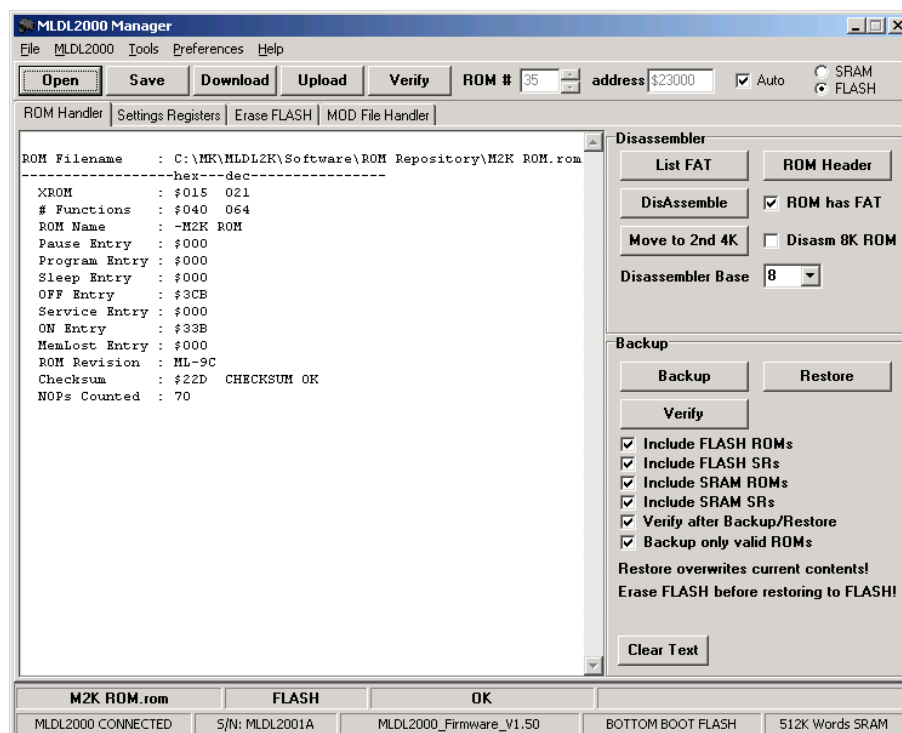 MLDL2000 Manager
File MLDL2000 Tools Preferences Help
Open Save Download Upload Verify ROM # 35 address $23000 Auto SRAM
FLASH
ROM Handler Settings Registers Erase FLASH MOD File Handler
ROM Filename : C:\MK\MLDL2K\Software\ROM Repository\M2K ROM.rom
------------------hex---dec----------------
XROM : $015 021
# Functions : $040 064
ROM Name : -M2K ROM
Pause Entry : $000
Program Entry : $000
Sleep Entry : $000
OFF Entry : $3CB
Service Entry : $000
ON Entry : $33B
MemLost Entry : $000
ROM Revision : ML-9C
Checksum : $22D CHECKSUM OK
NOPs Counted : 70
Disassembler
List FAT ROM Header
DisAssemble ROM has FAT
Move to 2nd 4K Disasm 8K ROM
Disassembler Base 8
Backup
Backup Restore
Verify
Include FLASH ROMs
Include FLASH SRs
Include SRAM ROMs
Include SRAM SRs
Verify after Backup/Restore
Backup only valid ROMs
Restore overwrites current contents!
Erase FLASH before restoring to FLASH!
Clear Text
M2K ROM.rom FLASH OK
MLDL2000 CONNECTED S/N: MLDL2001A MLDL2000_Firmware_V1.50 BOTTOM BOOT FLASH 512K Words SRAM